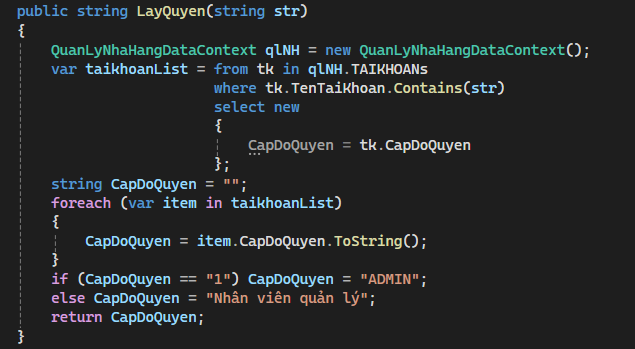 public string LayQuyen(string str)
{
QuanLyNhaHangDataContext qlNH = new QuanLyNhaHangDataContext();
var taikhoanList = from tk in qlNH.TAIKHOANs
where tk.TenTaiKhoan.Contains(str)
select new
{
CapDoQuyen = tk.CapDoQuyen
};
string CapDoQuyen = "";
foreach (var item in taikhoanList)
{
CapDoQuyen = item.CapDoQuyen.ToString();
}
if (CapDoQuyen == "1") CapDoQuyen = "ADMIN";
else CapDoQuyen = "Nhân viên quản lý";
return CapDoQuyen;
}